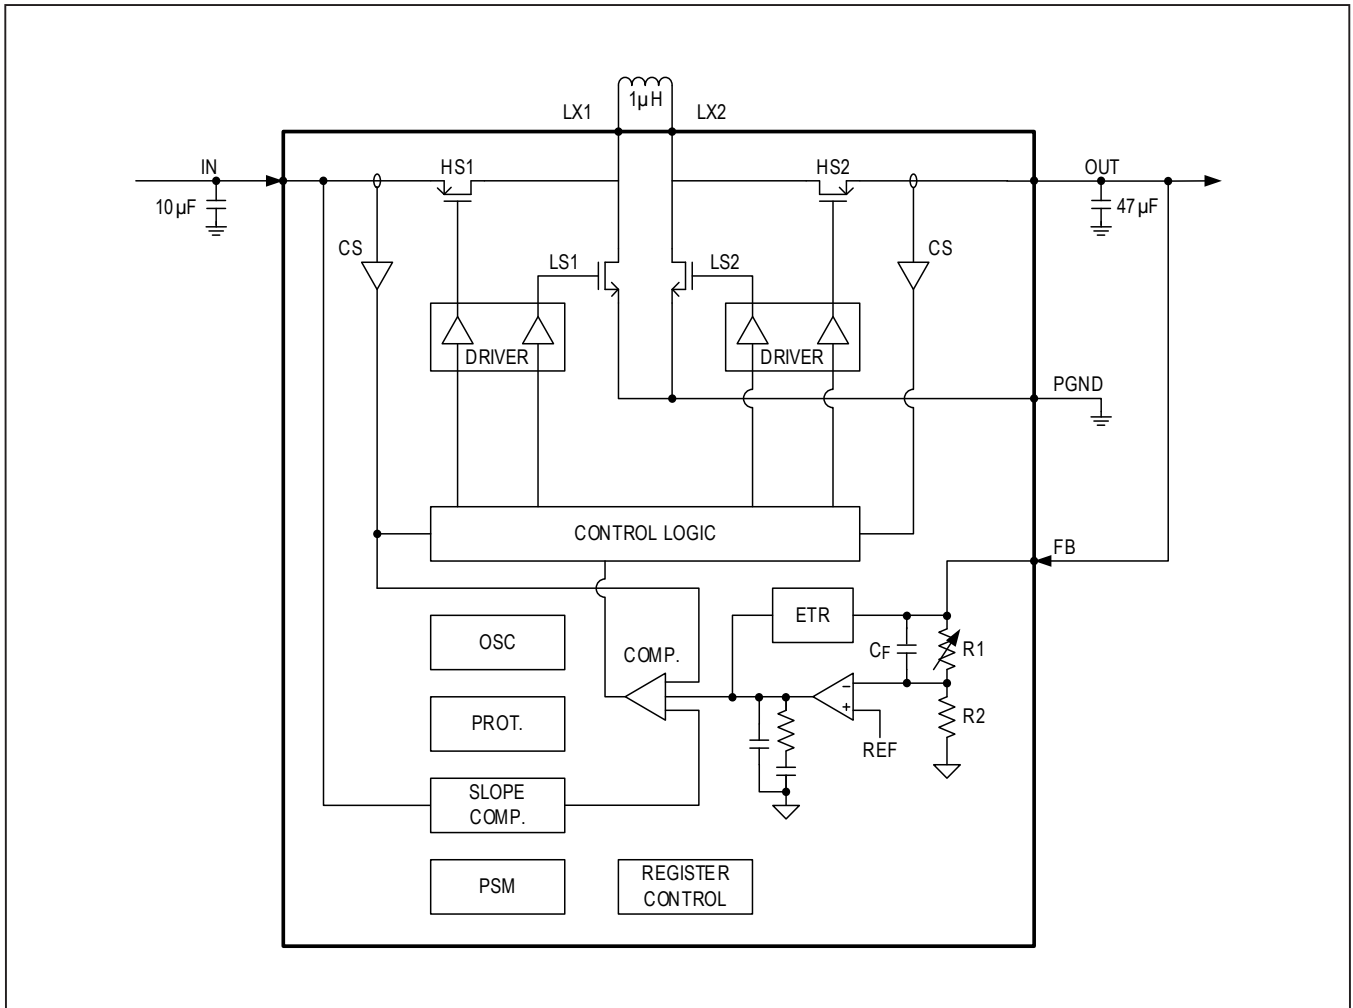 1µH
LX1
LX2
IN
HS1
HS2
OUT
10µF
47µF
CS
LS1
LS2
CS
DRIVER
DRIVER
PGND
CONTROL LOGIC
FB
ETR
OSC
COMP.
CF
R1
PROT.
−
+
R2
REF
SLOPE
COMP.
PSM
REGISTER
CONTROL